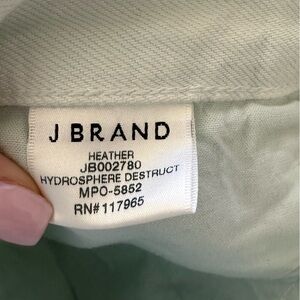 J BRAND
HEATHER
JB002780
HYDROSPHERE DESTRUCT
MPO-5852
RN# 117965